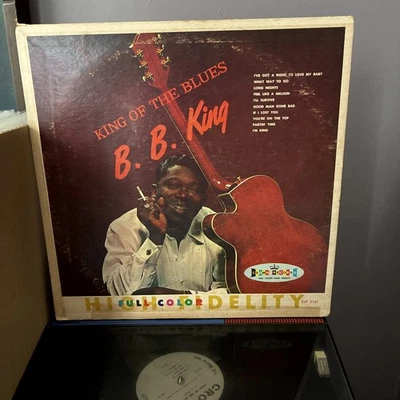 KING OF THE BLUES
B. B. King
I'VE GOT A RIGHT TO LOVE MY BABY
WHAT WAY TO GO
LONG NIGHTS
FEEL LIKE A MILLION
I'LL SURVIVE
GOOD MAN GONE BAD
IF I LOST YOU
YOU'RE ON THE TOP
PARTIN' TIME
I'M KING
CROWN
HIGH FIDELITY
FULL COLOR
CRO